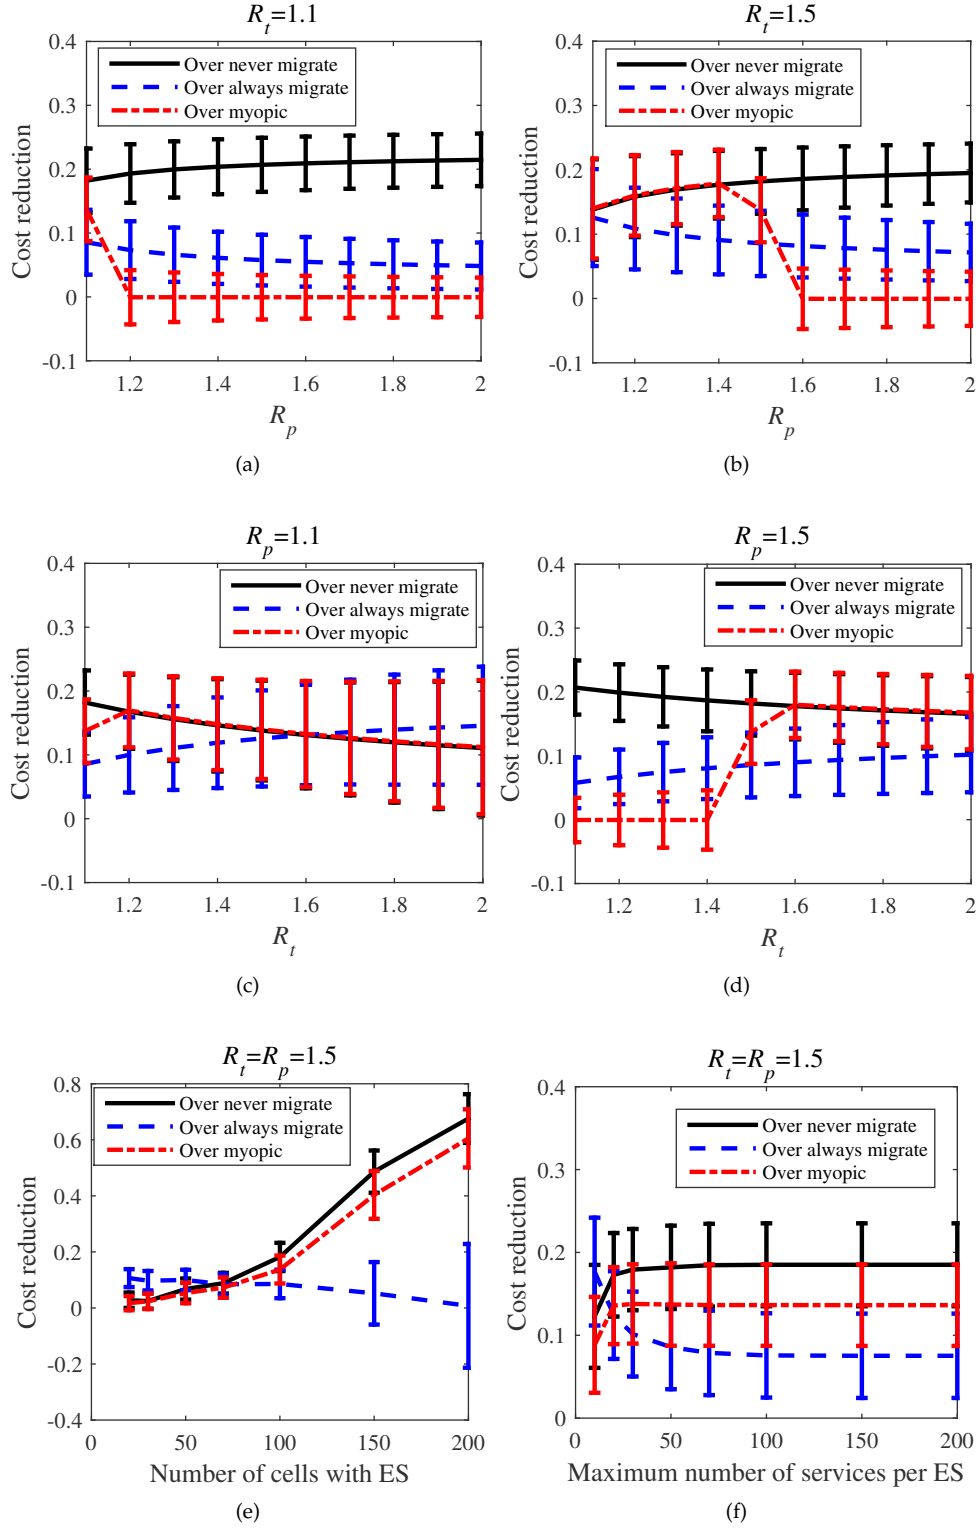 R_t=1.1
0.4
0.3
0.2
0.1
0
-0.1
Cost reduction
Over never migrate
Over always migrate
Over myopic
1.2 1.4 1.6 1.8 2
R_p
(a)
R_t=1.5
0.4
0.3
0.2
0.1
0
-0.1
Cost reduction
Over never migrate
Over always migrate
Over myopic
1.2 1.4 1.6 1.8 2
R_p
(b)
R_p=1.1
0.4
0.3
0.2
0.1
0
-0.1
Cost reduction
Over never migrate
Over always migrate
Over myopic
1.2 1.4 1.6 1.8 2
R_t
(c)
R_p=1.5
0.4
0.3
0.2
0.1
0
-0.1
Cost reduction
Over never migrate
Over always migrate
Over myopic
1.2 1.4 1.6 1.8 2
R_t
(d)
R_t=R_p=1.5
0.8
0.6
0.4
0.2
0
-0.2
-0.4
Cost reduction
Over never migrate
Over always migrate
Over myopic
0 50 100 150 200
Number of cells with ES
(e)
R_t=R_p=1.5
0.4
0.3
0.2
0.1
0
Cost reduction
Over never migrate
Over always migrate
Over myopic
0 50 100 150 200
Maximum number of services per ES
(f)